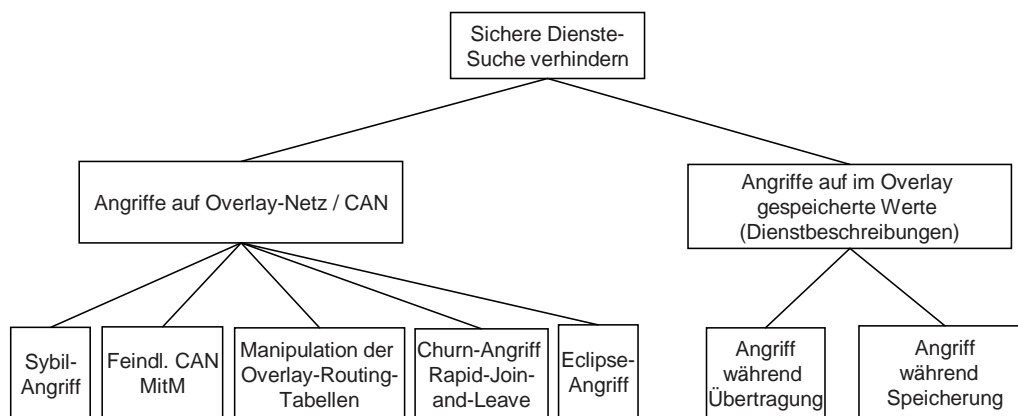 Sichere Dienste-
Suche verhindern
Angriffe auf Overlay-Netz / CAN
Angriffe auf im Overlay
gespeicherte Werte
(Dienstbeschreibungen)
Sybil-
Angriff
Feindl. CAN
MitM
Manipulation der
Overlay-Routing-
Tabellen
Churn-Angriff
Rapid-Join-
and-Leave
Eclipse-
Angriff
Angriff
während
Übertragung
Angriff
während
Speicherung